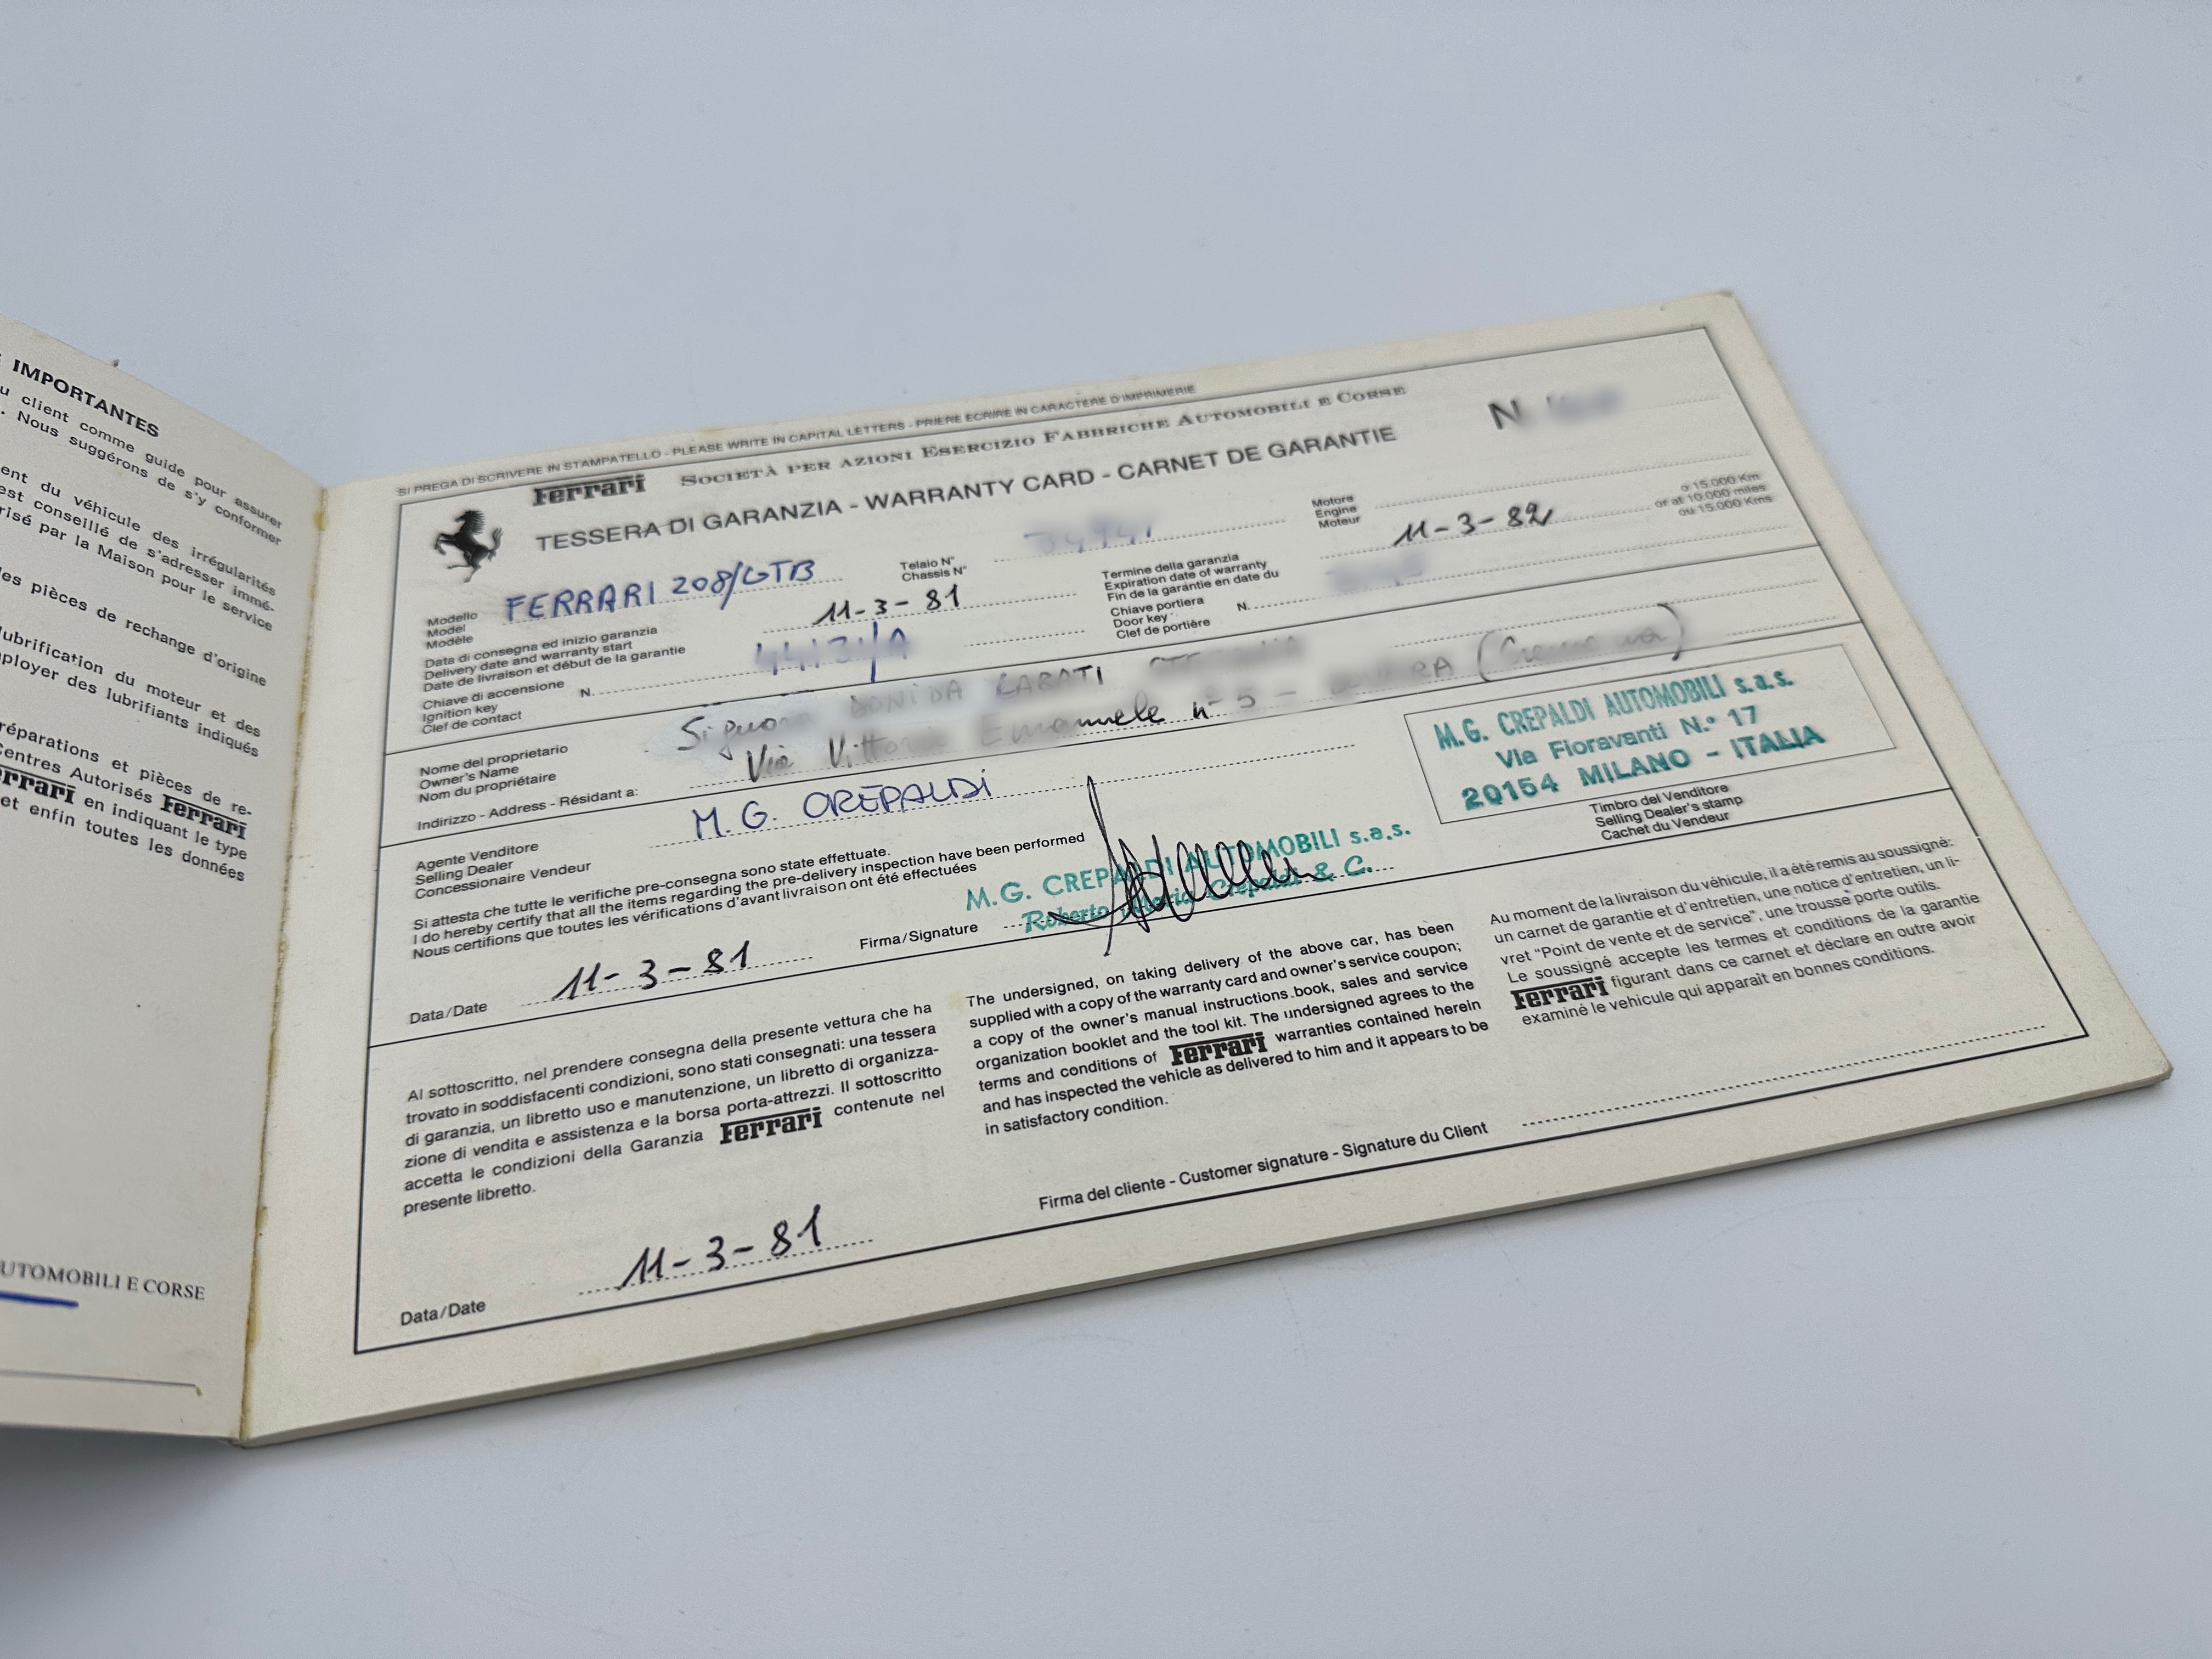 IMPORTANTES
u client comme guide pour assurer
. Nous suggérons de s'y conformer
ent du véhicule des irrégularités
est conseillé de s'adresser immé-
risé par la Maison pour le service
les pièces de rechange d'origine
lubrification du moteur et des
ployer des lubrifiants indiqués
réparations et pièces de re-
Centres Autorisés Ferrari
errari en indiquant le type
et enfin toutes les données
UTOMOBILI E CORSE
SI PREGA DI SCRIVERE IN STAMPATELLO - PLEASE WRITE IN CAPITAL LETTERS - PRIÈRE ÉCRIRE IN CARACTÈRE D'IMPRIMERIE
Ferrari SOCIETÀ PER AZIONI ESERCIZIO FABBRICHE AUTOMOBILI E CORSE
TESSERA DI GARANZIA - WARRANTY CARD - CARNET DE GARANTIE
N
Modello
Model
Modèle
FERRARI 208/GTB
Telaio N°
Chassis N°
Motore
Engine
Moteur
Data di consegna ed inizio garanzia
Delivery date and warranty start
Date de livraison et début de la garantie
11-3-81
Termine della garanzia
Expiration date of warranty
Fin de la garantie en date du
11-3-82
o 15.000 Km
or at 10.000 miles
ou 15.000 Kms
Chiave di accensione
Ignition key
Clef de contact
N.
Chiave portiera
Door key
Clef de portière
N.
Nome del proprietario
Owner's Name
Nom du propriétaire
Indirizzo - Address - Résidant a:
Via Vittorio Emanuele n° 5 -
Agente Venditore
Selling Dealer
Concessionaire Vendeur
M.G. CREPALDI
M.G. CREPALDI AUTOMOBILI s.a.s.
Via Fioravanti N.° 17
20154 MILANO - ITALIA
Timbro del Venditore
Selling Dealer's stamp
Cachet du Vendeur
Si attesta che tutte le verifiche pre-consegna sono state effettuate.
I do hereby certify that all the items regarding the pre-delivery inspection have been performed
Nous certifions que toutes les vérifications d'avant livraison ont été effectuées
Data/Date
11-3-81
Firma/Signature
M.G. CREPALDI AUTOMOBILI s.a.s.
Roberto Crepaldi & C.
Al sottoscritto, nel prendere consegna della presente vettura che ha
trovato in soddisfacenti condizioni, sono stati consegnati: una tessera
di garanzia, un libretto uso e manutenzione, un libretto di organizza-
zione di vendita e assistenza e la borsa porta-attrezzi. Il sottoscritto
accetta le condizioni della Garanzia Ferrari contenute nel
presente libretto.
The undersigned, on taking delivery of the above car, has been
supplied with a copy of the warranty card and owner's service coupon;
a copy of the owner's manual instructions book, sales and service
organization booklet and the tool kit. The undersigned agrees to the
terms and conditions of Ferrari warranties contained herein
and has inspected the vehicle as delivered to him and it appears to be
in satisfactory condition.
Au moment de la livraison du véhicule, il a été remis au soussigné:
un carnet de garantie et d'entretien, une notice d'entretien, un li-
vret "Point de vente et de service", une trousse porte outils.
Le soussigné accepte les termes et conditions de la garantie
Ferrari figurant dans ce carnet et déclare en outre avoir
examiné le vehicule qui apparaît en bonnes conditions.
Data/Date
11-3-81
Firma del cliente - Customer signature - Signature du Client